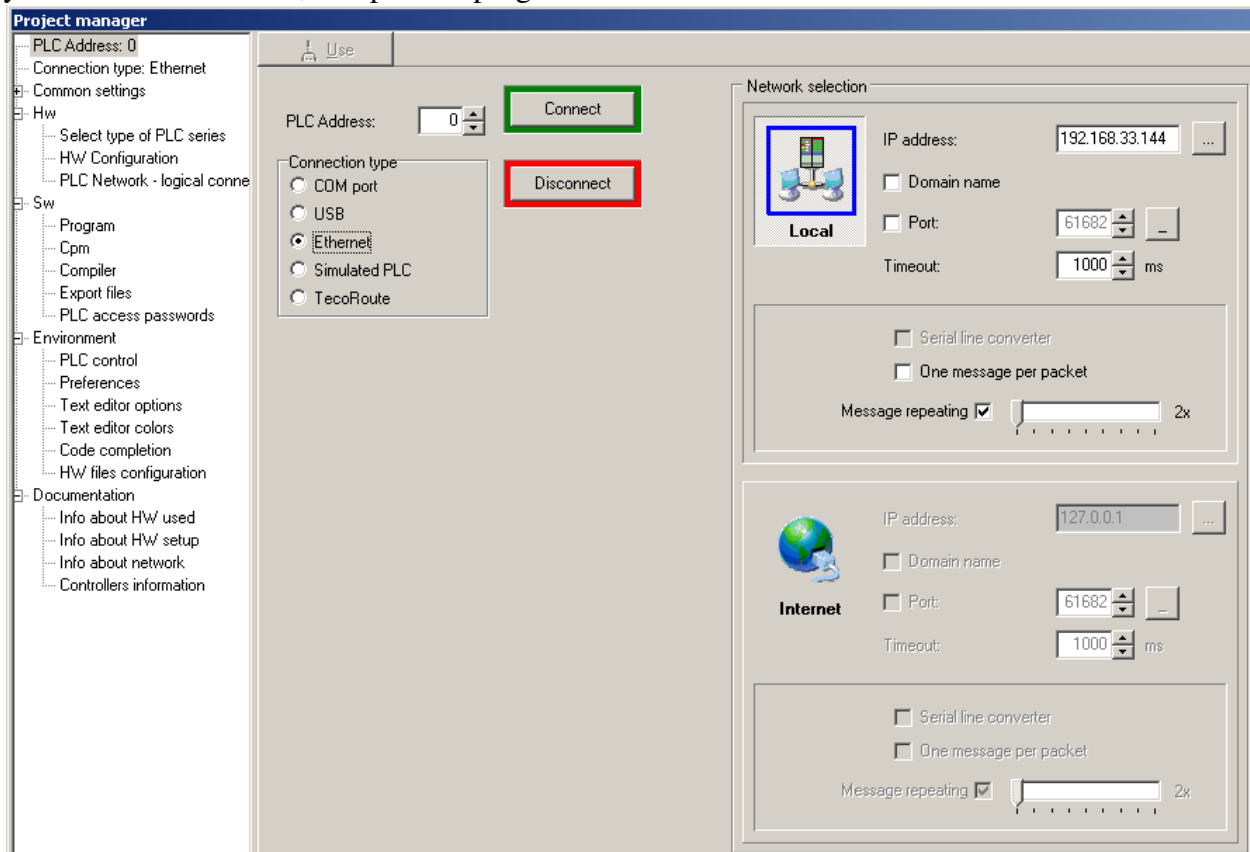 Project manager
PLC Address: 0
Connection type: Ethernet
Common settings
Hw
Select type of PLC series
HW Configuration
PLC Network - logical conne
Sw
Program
Cpm
Compiler
Export files
PLC access passwords
Environment
PLC control
Preferences
Text editor options
Text editor colors
Code completion
HW files configuration
Documentation
Info about HW used
Info about HW setup
Info about network
Controllers information
Use
PLC Address: 0
Connect
Disconnect
Connection type
COM port
USB
Ethernet
Simulated PLC
TecoRoute
Network selection
Local
IP address: 192.168.33.144 ...
Domain name
Port: 61682 _
Timeout: 1000 ms
Serial line converter
One message per packet
Message repeating 2x
Internet
IP address: 127.0.0.1 ...
Domain name
Port: 61682 _
Timeout: 1000 ms
Serial line converter
One message per packet
Message repeating 2x